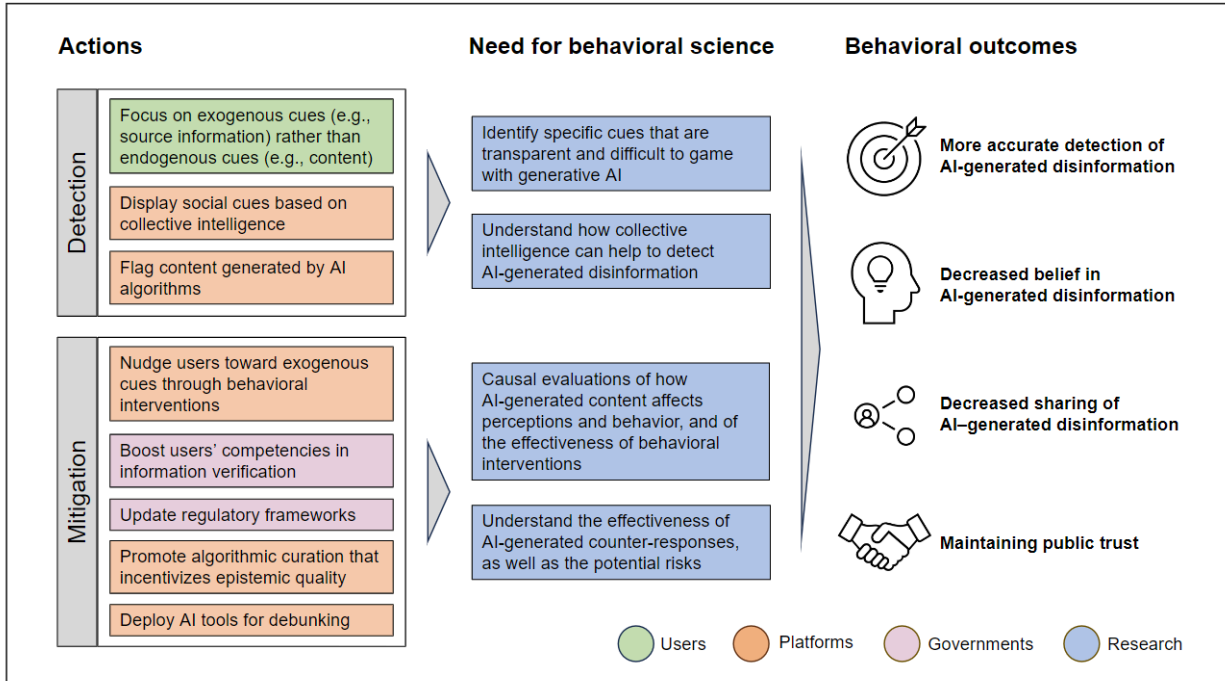 Actions
Need for behavioral science
Behavioral outcomes
Detection
Focus on exogenous cues (e.g.,
source information) rather than
endogenous cues (e.g., content)
Display social cues based on
collective intelligence
Flag content generated by AI
algorithms
Mitigation
Nudge users toward exogenous
cues through behavioral
interventions
Boost users’ competencies in
information verification
Update regulatory frameworks
Promote algorithmic curation that
incentivizes epistemic quality
Deploy AI tools for debunking
Identify specific cues that are
transparent and difficult to game
with generative AI
Understand how collective
intelligence can help to detect
AI-generated disinformation
Causal evaluations of how
AI-generated content affects
perceptions and behavior, and of
the effectiveness of behavioral
interventions
Understand the effectiveness of
AI-generated counter-responses,
as well as the potential risks
More accurate detection of
AI-generated disinformation
Decreased belief in
AI-generated disinformation
Decreased sharing of
AI–generated disinformation
Maintaining public trust
Users
Platforms
Governments
Research